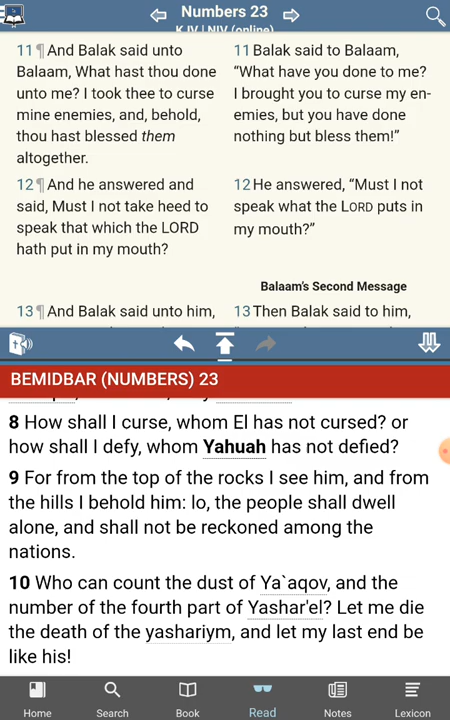 Numbers 23
KJV | NIV (online)
11 ¶ And Balak said unto
Balaam, What hast thou done
unto me? I took thee to curse
mine enemies, and, behold,
thou hast blessed them
altogether.
12 ¶ And he answered and
said, Must I not take heed to
speak that which the LORD
hath put in my mouth?
13 ¶ And Balak said unto him,
11 Balak said to Balaam,
“What have you done to me?
I brought you to curse my en-
emies, but you have done
nothing but bless them!”
12 He answered, “Must I not
speak what the LORD puts in
my mouth?”
Balaam’s Second Message
13 Then Balak said to him,
BEMIDBAR (NUMBERS) 23
8 How shall I curse, whom El has not cursed? or
how shall I defy, whom Yahuah has not defied?
9 For from the top of the rocks I see him, and from
the hills I behold him: lo, the people shall dwell
alone, and shall not be reckoned among the
nations.
10 Who can count the dust of Ya`aqov, and the
number of the fourth part of Yashar'el? Let me die
the death of the yashariym, and let my last end be
like his!
Home Search Book Read Notes Lexicon